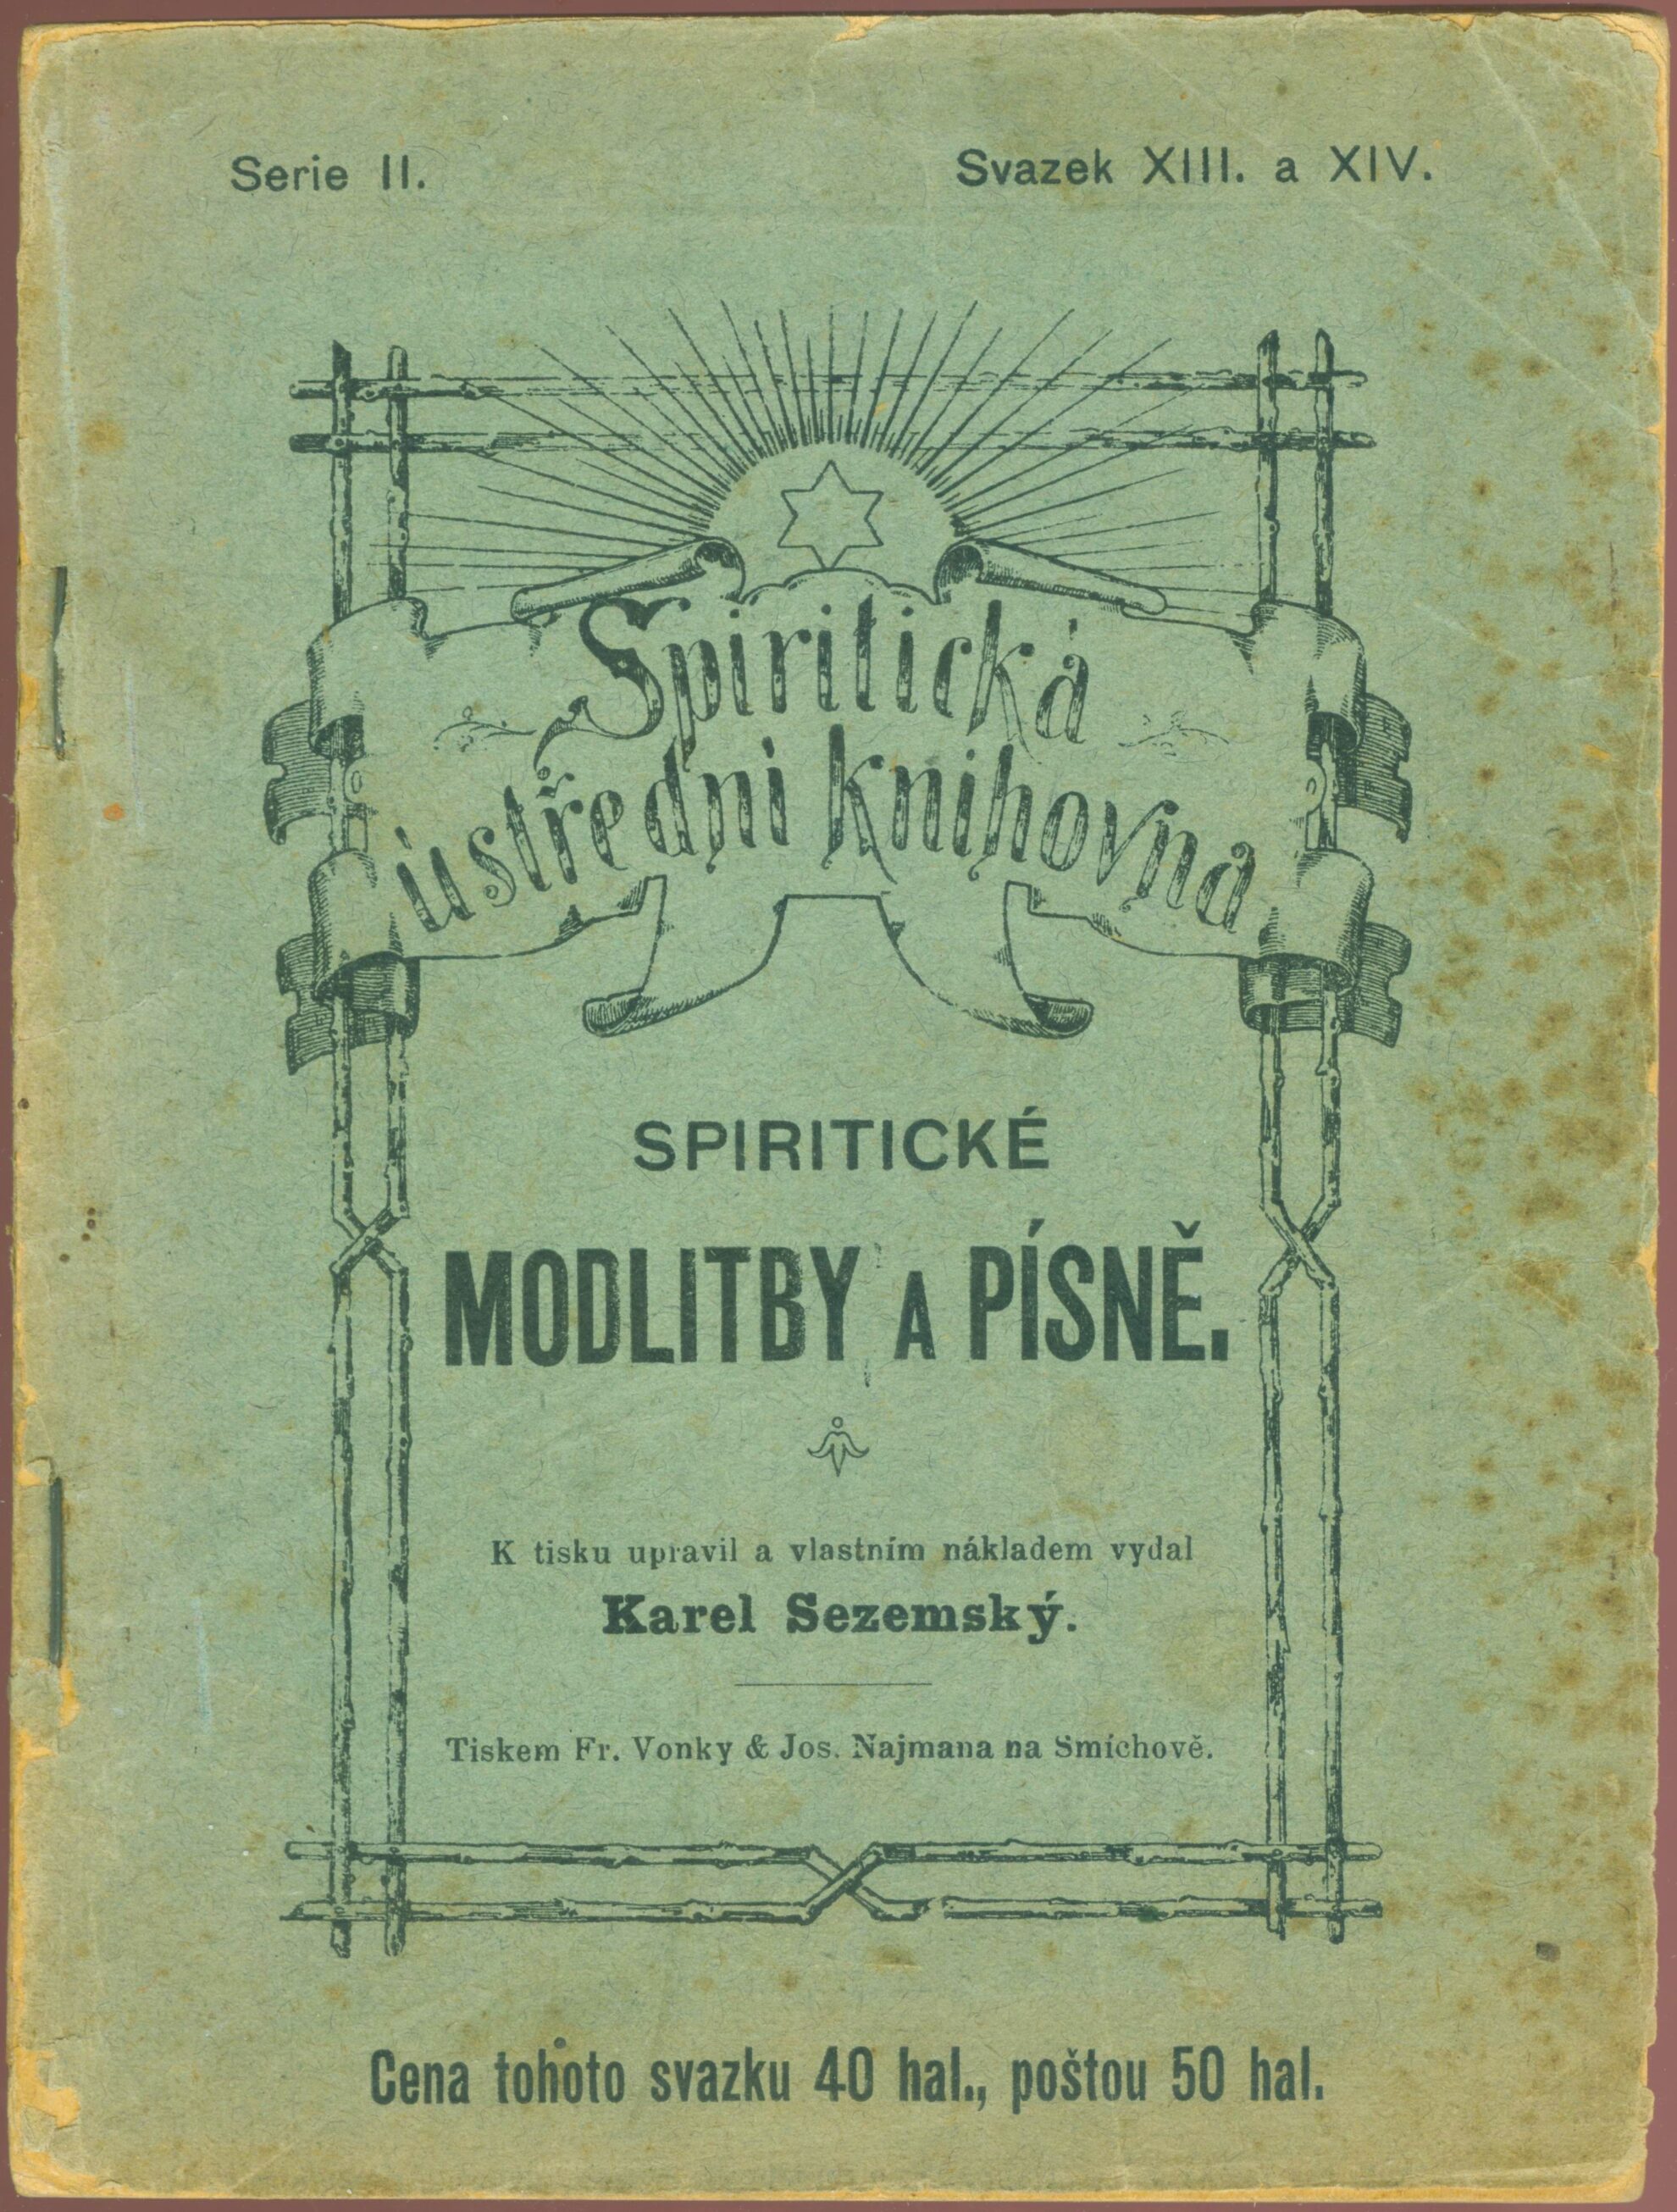 Serie II.
Svazek XIII. a XIV.
Spiritická
ústřední knihovna
SPIRITICKÉ
MODLITBY A PÍSNĚ.
K tisku upravil a vlastním nákladem vydal
Karel Sezemský.
Tiskem Fr. Vonky & Jos. Najmana na Smíchově.
Cena tohoto svazku 40 hal., poštou 50 hal.